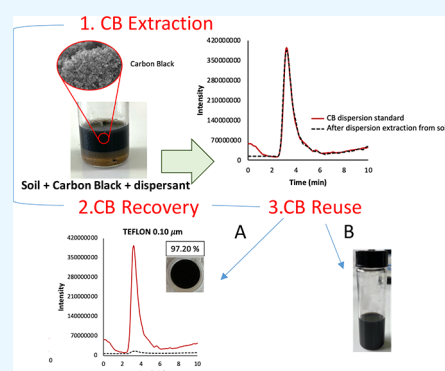 1. CB Extraction
Carbon Black
Soil + Carbon Black + dispersant
420000000
350000000
280000000
210000000
140000000
70000000
0
Intensity
0 2 4 6 8 10
Time (min)
CB dispersion standard
After dispersion extraction from soi
2.CB Recovery
3.CB Reuse
TEFLON 0.10 µm
A
B
97.20 %
420000000
350000000
280000000
210000000
140000000
70000000
0
Intensity
0 2 4 6 8 10
0